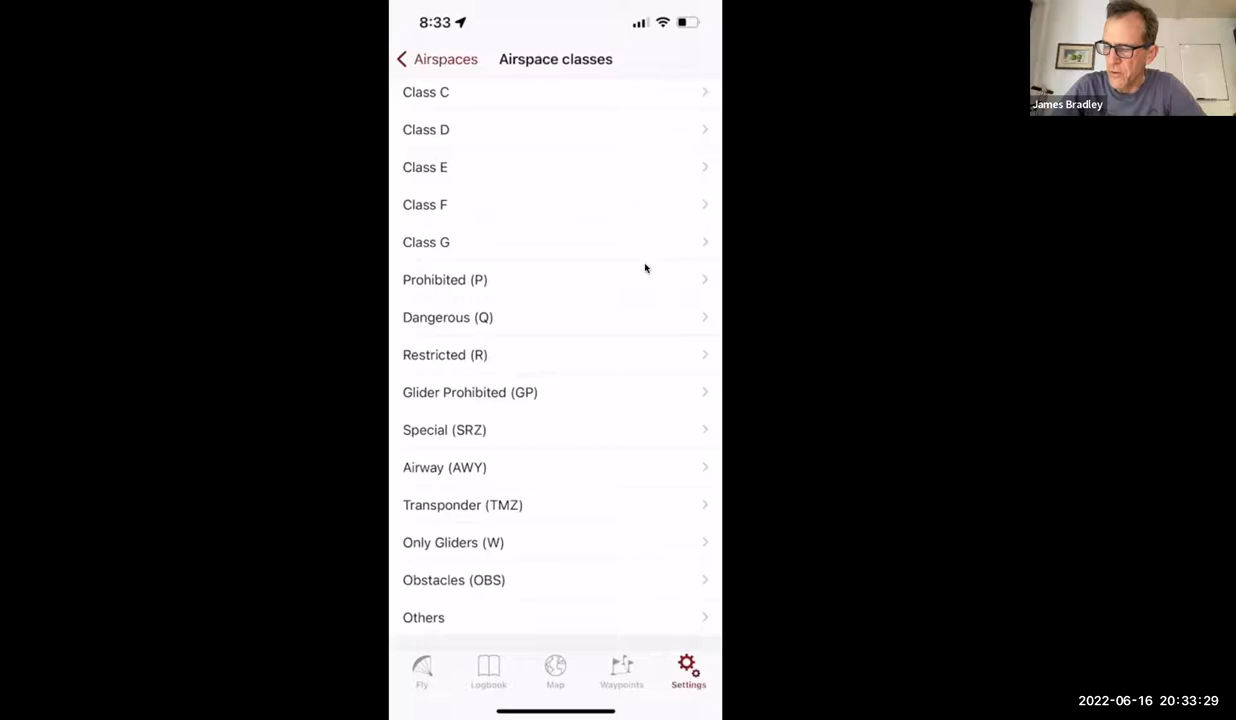 8:33
Airspaces
Airspace classes
Class C
Class D
Class E
Class F
Class G
Prohibited (P)
Dangerous (Q)
Restricted (R)
Glider Prohibited (GP)
Special (SRZ)
Airway (AWY)
Transponder (TMZ)
Only Gliders (W)
Obstacles (OBS)
Others
Fly
Logbook
Map
Waypoints
Settings
James Bradley
2022-06-16 20:33:29